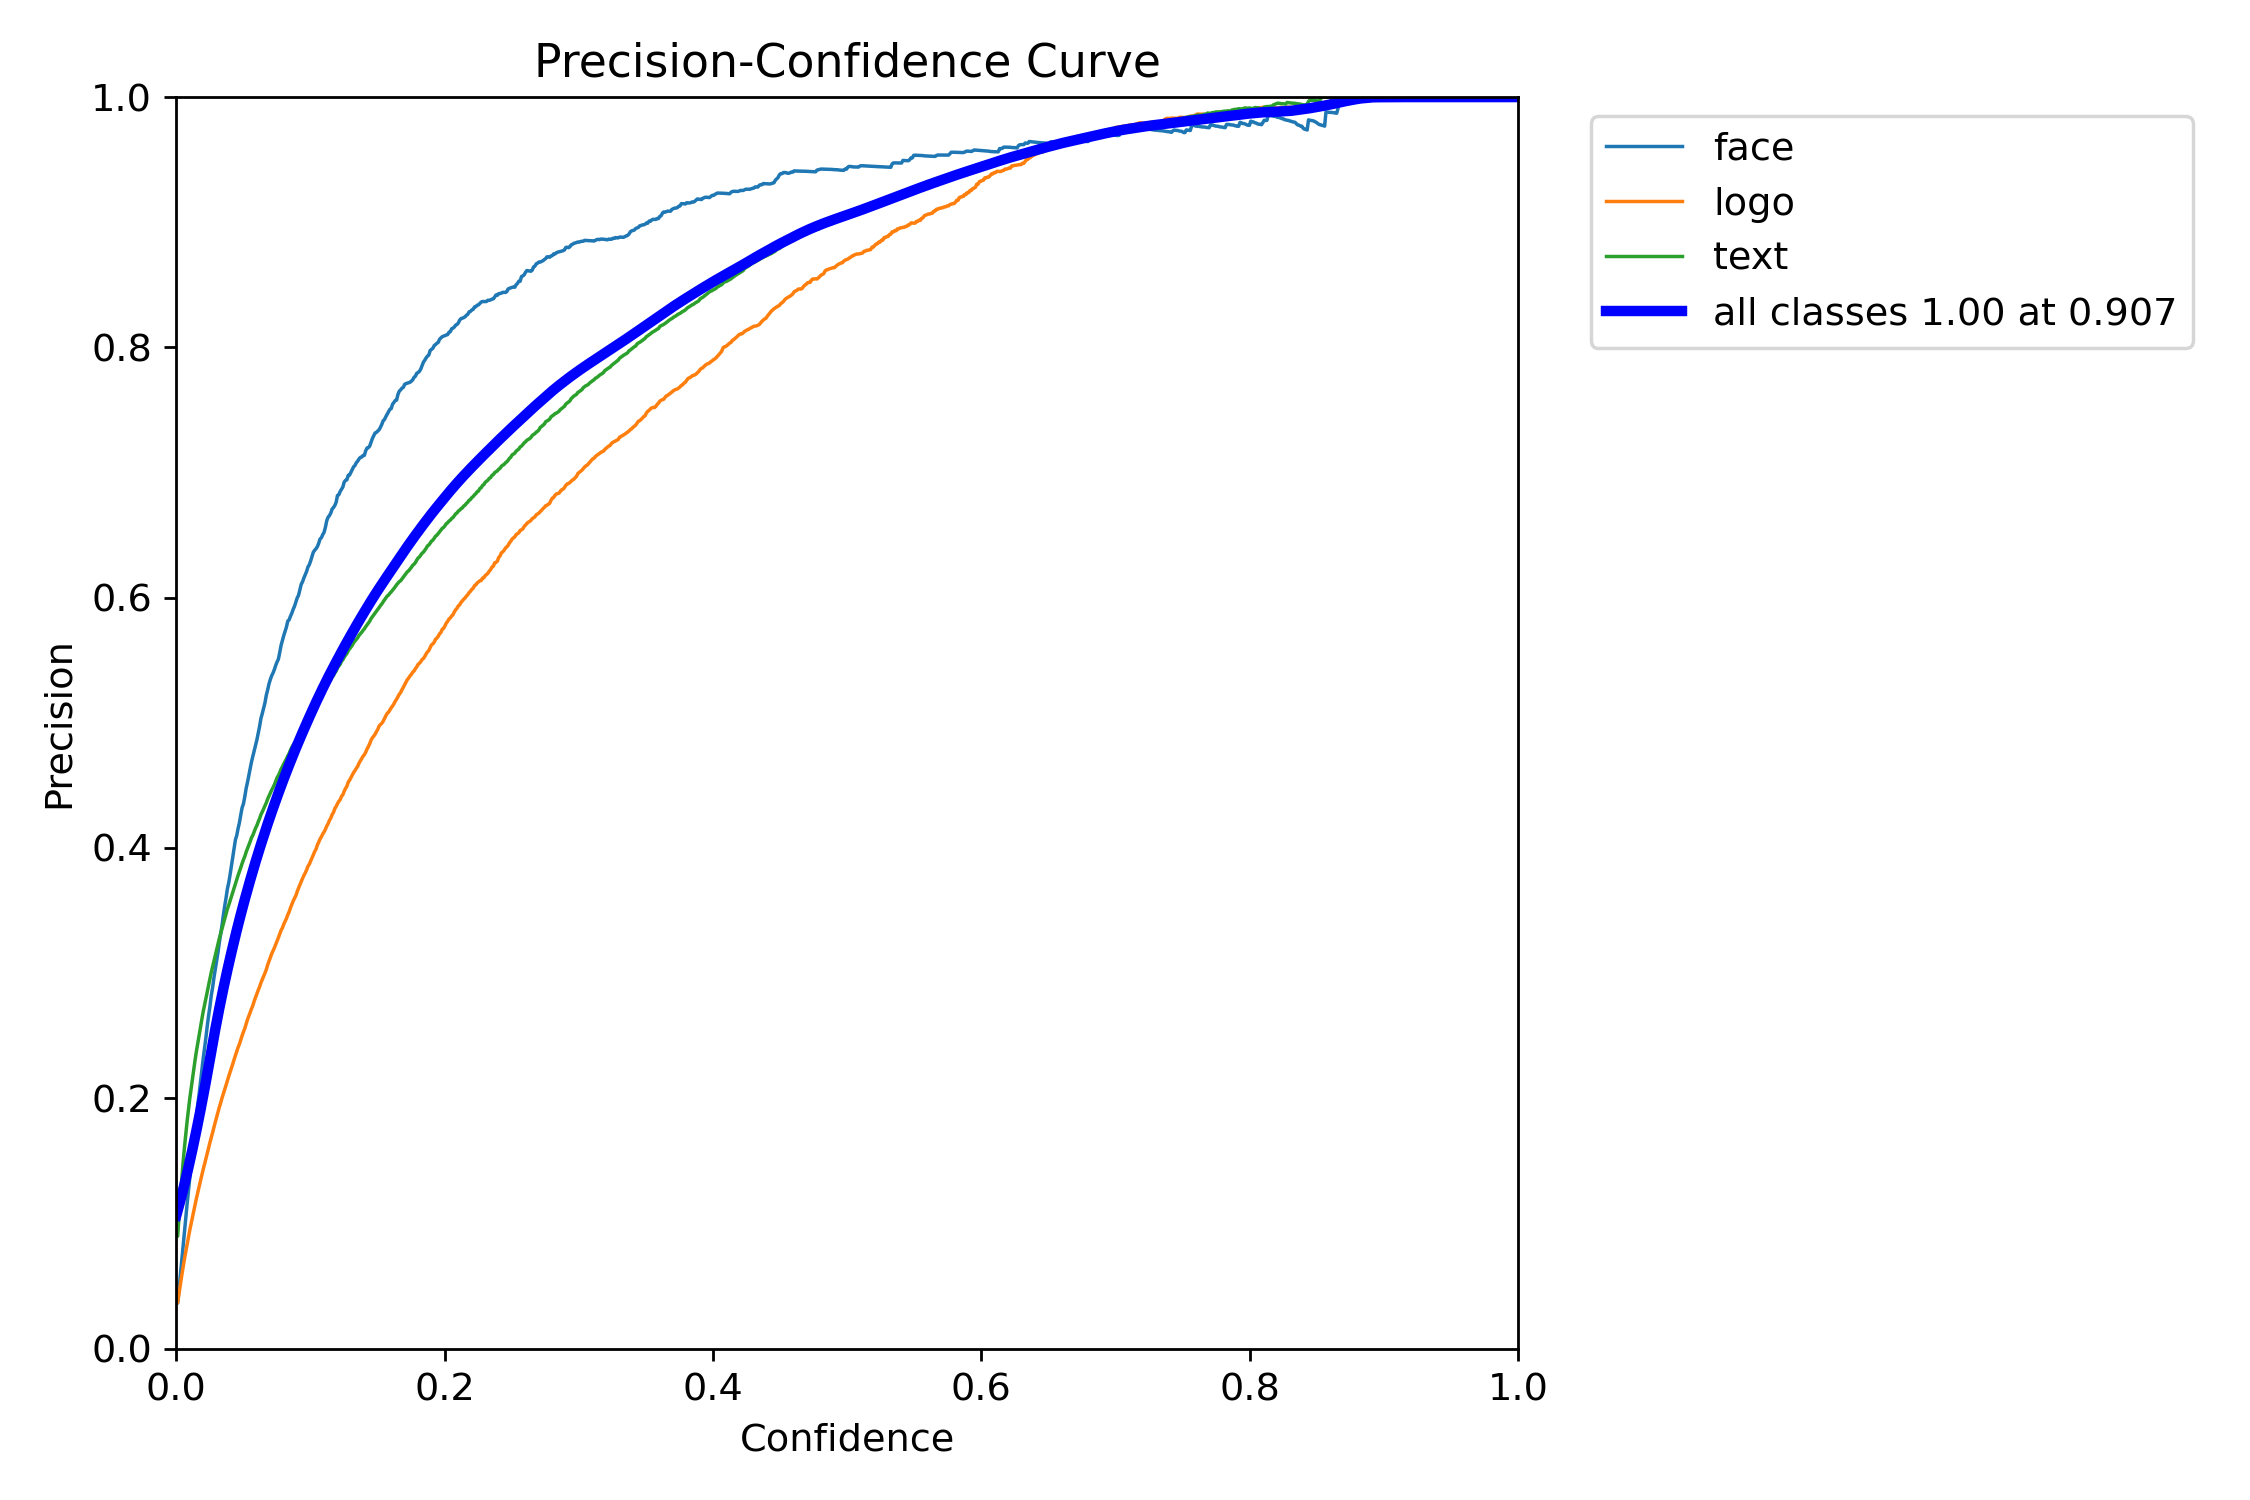 Precision-Confidence Curve
1.0
0.8
0.6
0.4
0.2
0.0
Precision
0.0 0.2 0.4 0.6 0.8 1.0
Confidence
face
logo
text
all classes 1.00 at 0.907